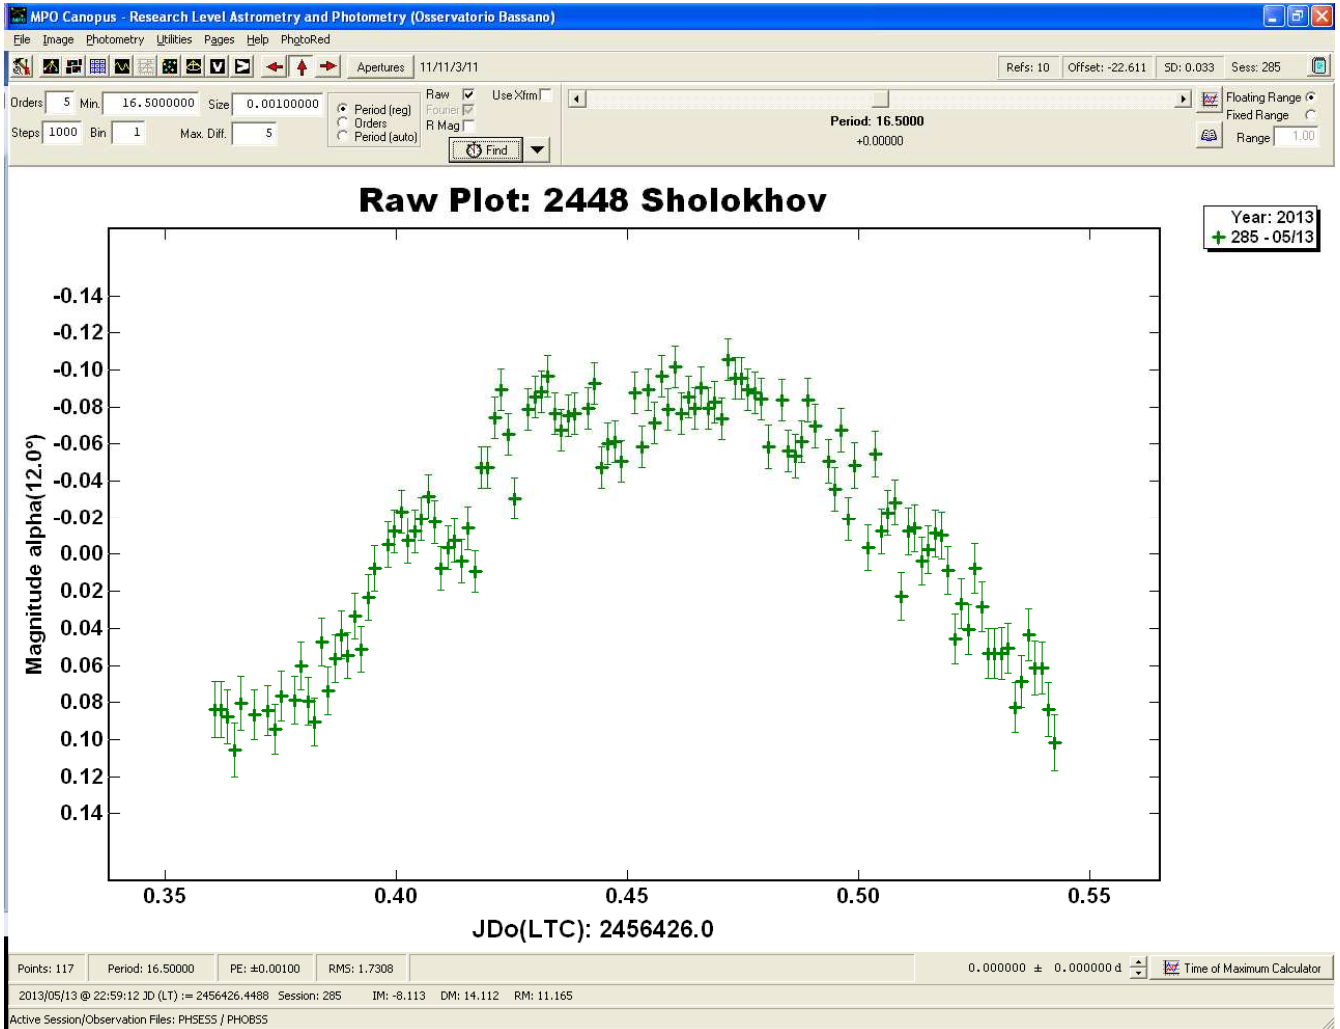 MPO Canopus - Research Level Astrometry and Photometry (Osservatorio Bassano)
File Image Photometry Utilities Pages Help PhotoRed
Apertures 11/11/3/11 Refs: 10 Offset: -22.611 SD: 0.033 Sess: 285
Orders 5 Min. 16.5000000 Size 0.00100000
Steps 1000 Bin 1 Max. Diff. 5
Period (reg)
Orders
Period (auto)
Raw Use Xfrm
Fourier
R Mag
Find
Period: 16.5000
+0.00000
Floating Range
Fixed Range
Range 1.00
Raw Plot: 2448 Sholokhov
Year: 2013
285 - 05/13
Magnitude alpha(12.0°)
-0.14
-0.12
-0.10
-0.08
-0.06
-0.04
-0.02
0.00
0.02
0.04
0.06
0.08
0.10
0.12
0.14
0.35 0.40 0.45 0.50 0.55
JDo(LTC): 2456426.0
Points: 117 Period: 16.50000 PE: ±0.00100 RMS: 1.7308 0.000000 ± 0.000000 d Time of Maximum Calculator
2013/05/13 @ 22:59:12 JD (LT) := 2456426.4488 Session: 285 IM: -8.113 DM: 14.112 RM: 11.165
Active Session/Observation Files: PHSESS / PHOBSS